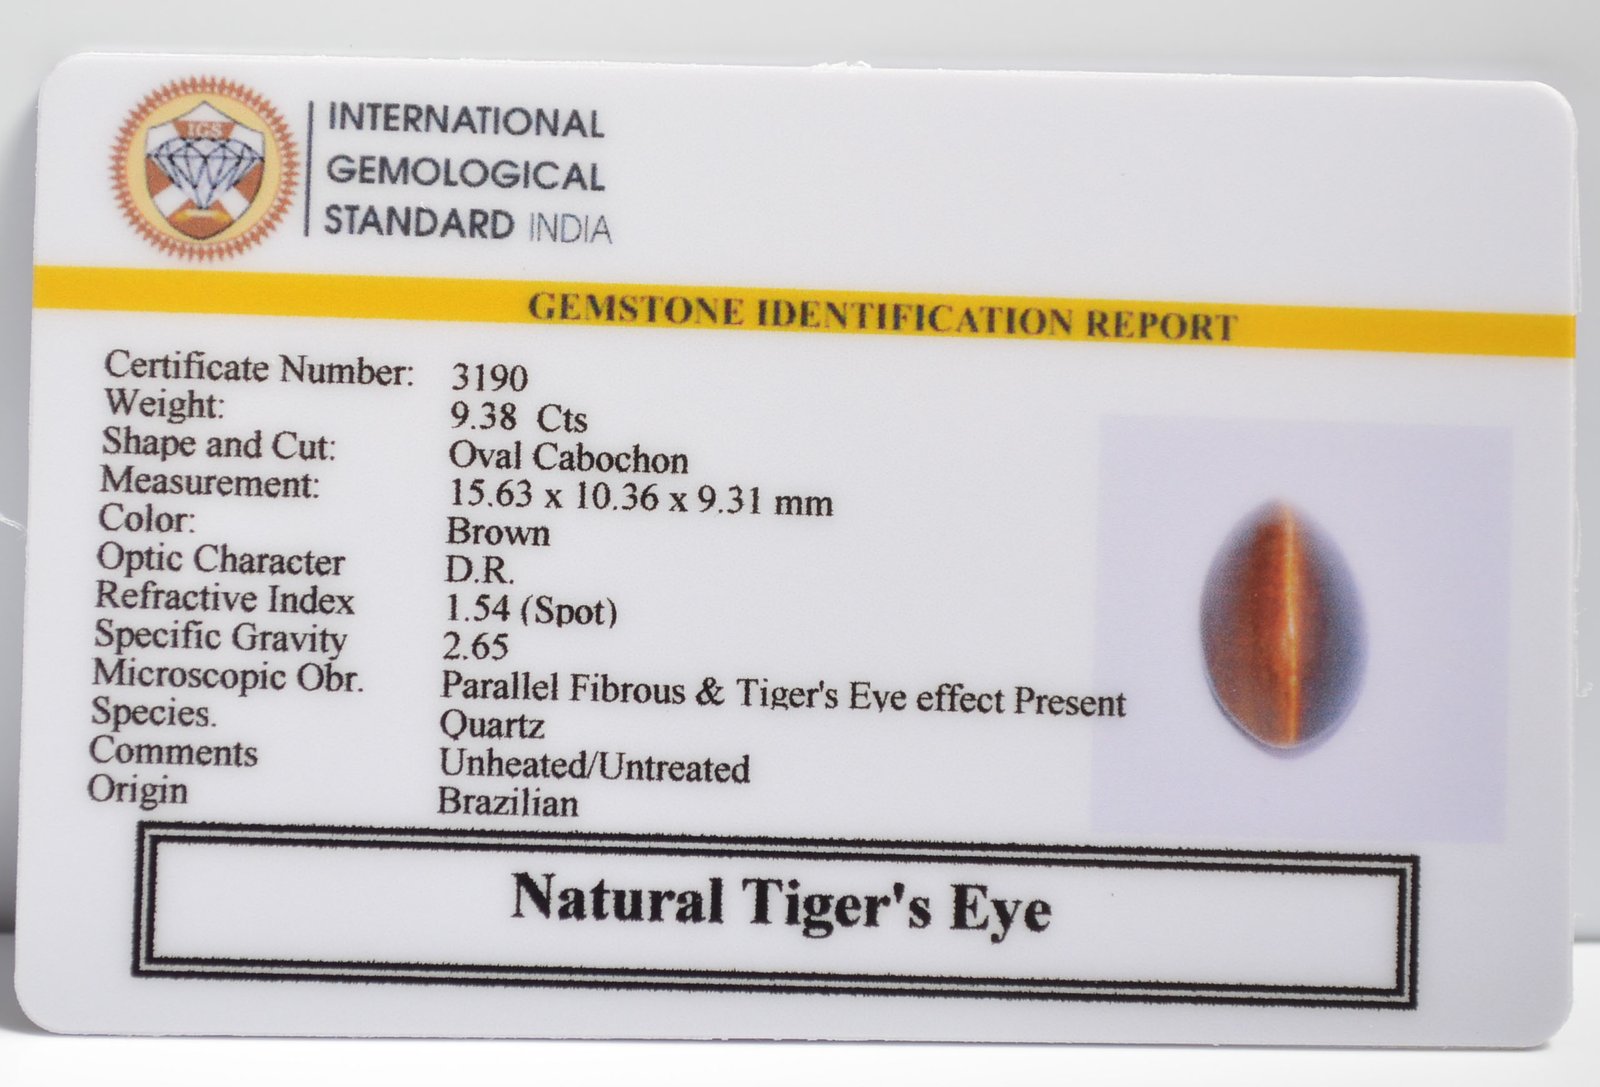 IGS
INTERNATIONAL
GEMOLOGICAL
STANDARD INDIA
GEMSTONE IDENTIFICATION REPORT
Certificate Number: 3190
Weight: 9.38 Cts
Shape and Cut: Oval Cabochon
Measurement: 15.63 x 10.36 x 9.31 mm
Color: Brown
Optic Character D.R.
Refractive Index 1.54 (Spot)
Specific Gravity 2.65
Microscopic Obr. Parallel Fibrous & Tiger's Eye effect Present
Species. Quartz
Comments Unheated/Untreated
Origin Brazilian
Natural Tiger's Eye